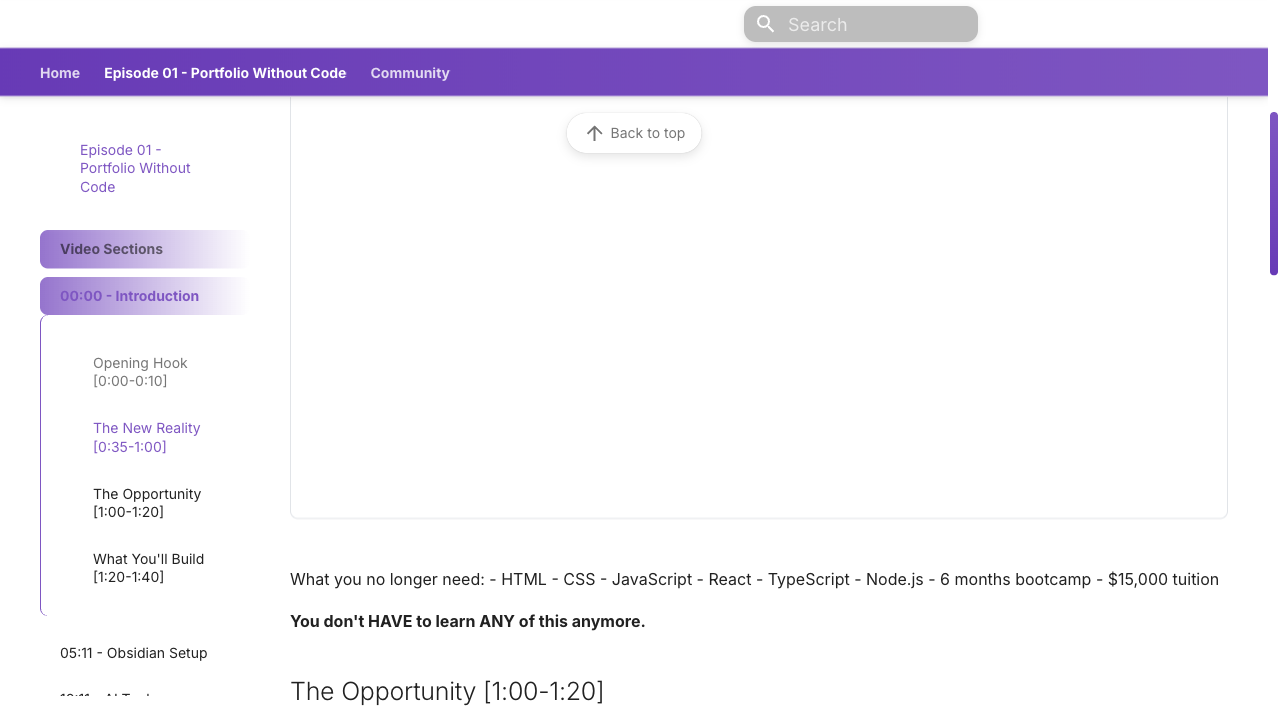 Search
Home
Episode 01 - Portfolio Without Code
Community
Back to top
Episode 01 -
Portfolio Without
Code
Video Sections
00:00 - Introduction
Opening Hook
[0:00-0:10]
The New Reality
[0:35-1:00]
The Opportunity
[1:00-1:20]
What You'll Build
[1:20-1:40]
05:11 - Obsidian Setup
What you no longer need: - HTML - CSS - JavaScript - React - TypeScript - Node.js - 6 months bootcamp - $15,000 tuition
You don't HAVE to learn ANY of this anymore.
The Opportunity [1:00-1:20]